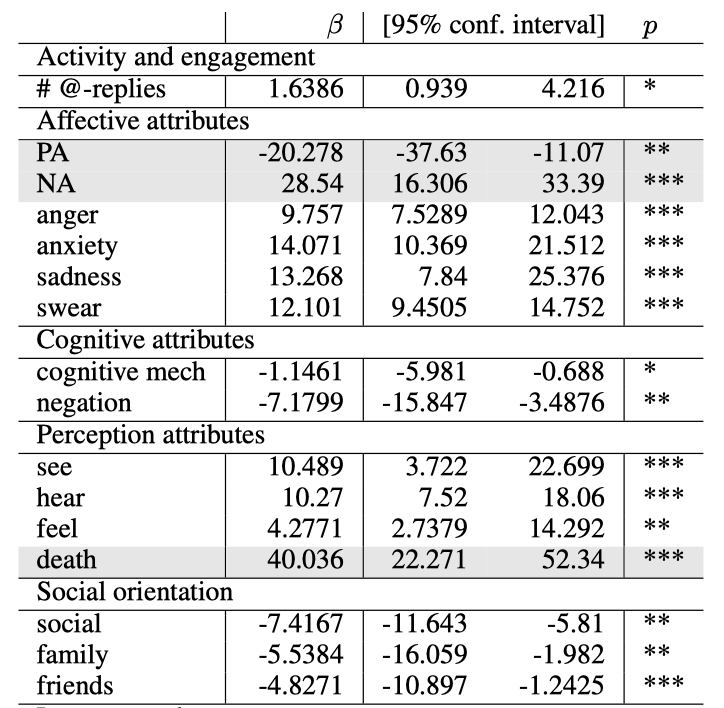 β [95% conf. interval] p
Activity and engagement
# @-replies 1.6386 0.939 4.216 *
Affective attributes
PA -20.278 -37.63 -11.07 **
NA 28.54 16.306 33.39 ***
anger 9.757 7.5289 12.043 ***
anxiety 14.071 10.369 21.512 ***
sadness 13.268 7.84 25.376 ***
swear 12.101 9.4505 14.752 ***
Cognitive attributes
cognitive mech -1.1461 -5.981 -0.688 *
negation -7.1799 -15.847 -3.4876 **
Perception attributes
see 10.489 3.722 22.699 ***
hear 10.27 7.52 18.06 ***
feel 4.2771 2.7379 14.292 **
death 40.036 22.271 52.34 ***
Social orientation
social -7.4167 -11.643 -5.81 **
family -5.5384 -16.059 -1.982 **
friends -4.8271 -10.897 -1.2425 ***